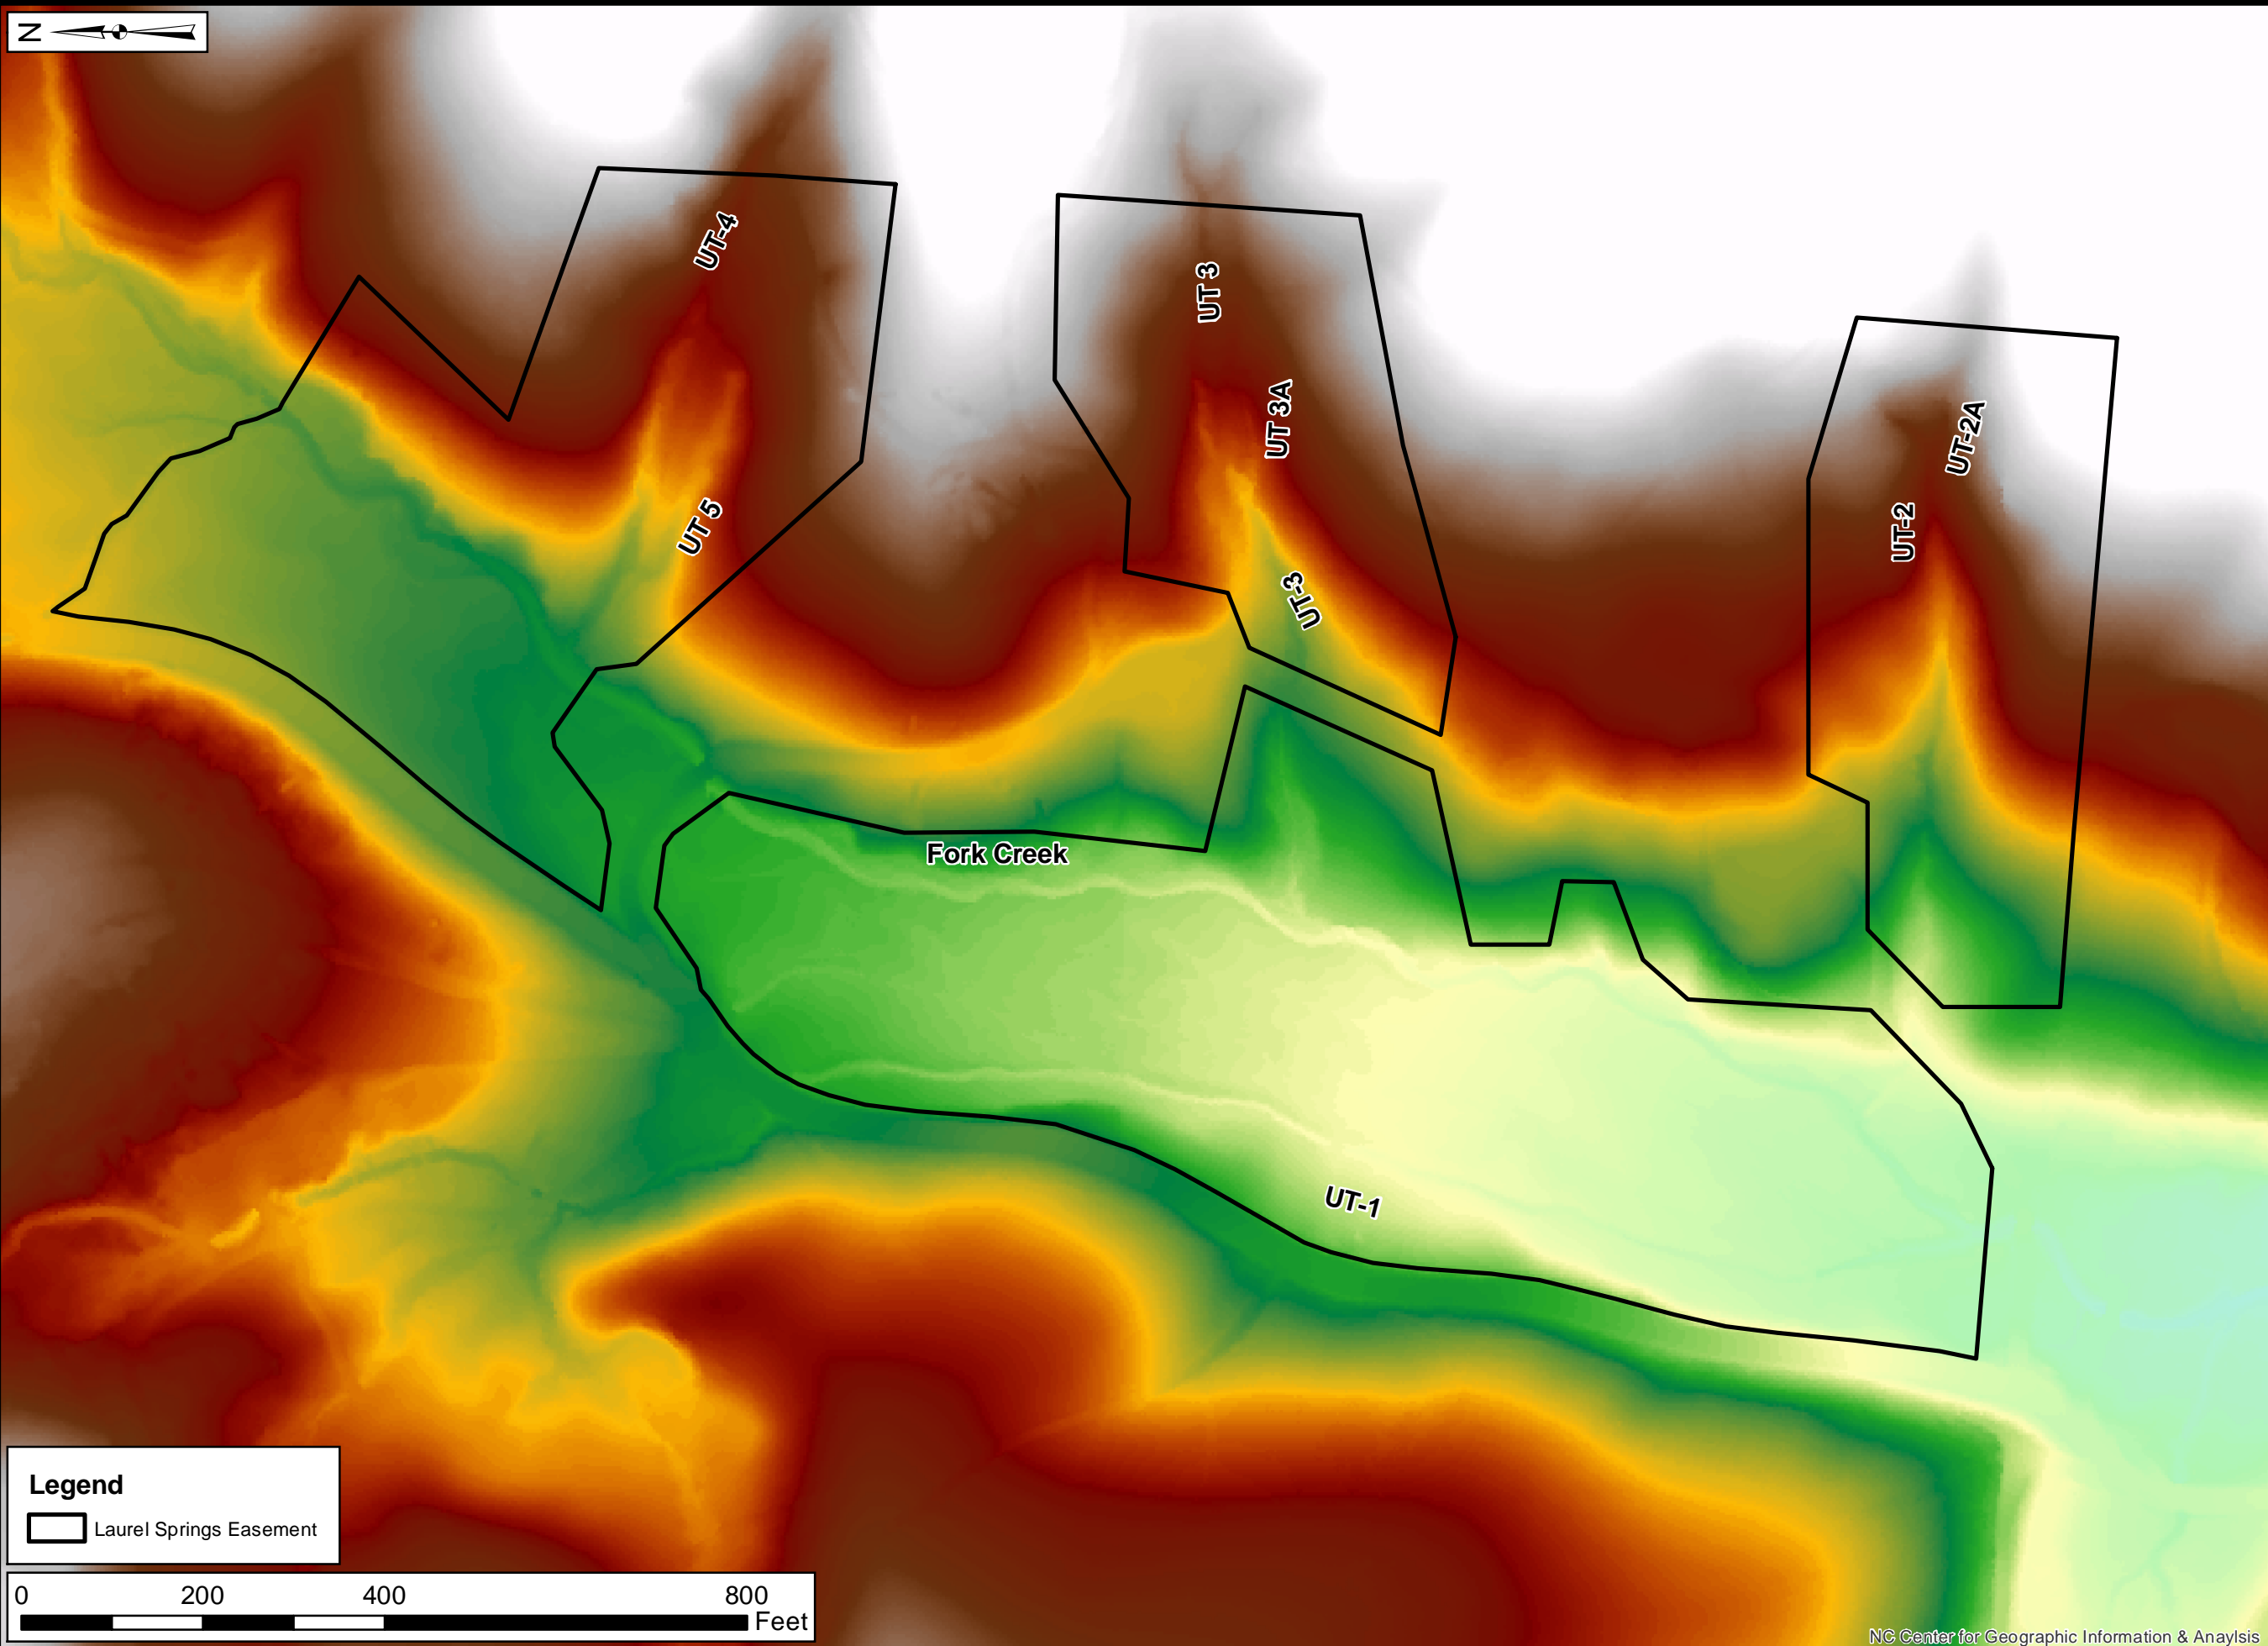 N
UT-4
UT 3
UT 3A
UT-2A
UT 5
UT-2
UT-3
Fork Creek
UT-1
Legend
Laurel Springs Easement
0 200 400 800
Feet
NC Center for Geographic Information & Anaylsis